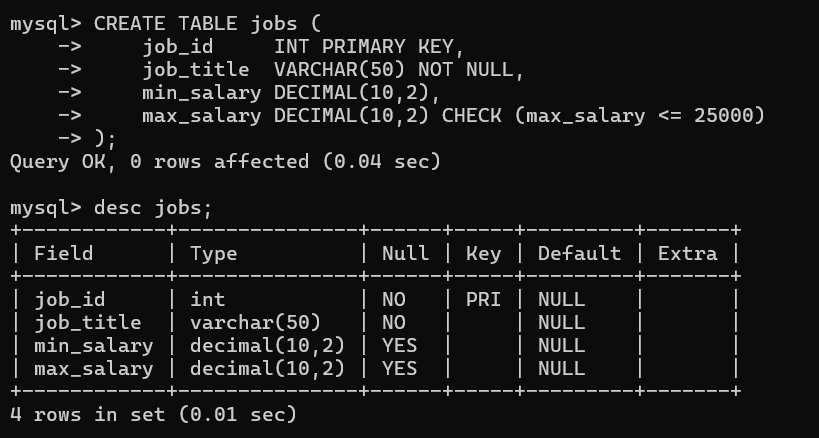 mysql> CREATE TABLE jobs (
    ->     job_id     INT PRIMARY KEY,
    ->     job_title  VARCHAR(50) NOT NULL,
    ->     min_salary DECIMAL(10,2),
    ->     max_salary DECIMAL(10,2) CHECK (max_salary <= 25000)
    -> );
Query OK, 0 rows affected (0.04 sec)

mysql> desc jobs;
+------------+---------------+------+-----+---------+-------+
| Field      | Type          | Null | Key | Default | Extra |
+------------+---------------+------+-----+---------+-------+
| job_id     | int           | NO   | PRI | NULL    |       |
| job_title  | varchar(50)   | NO   |     | NULL    |       |
| min_salary | decimal(10,2) | YES  |     | NULL    |       |
| max_salary | decimal(10,2) | YES  |     | NULL    |       |
+------------+---------------+------+-----+---------+-------+
4 rows in set (0.01 sec)